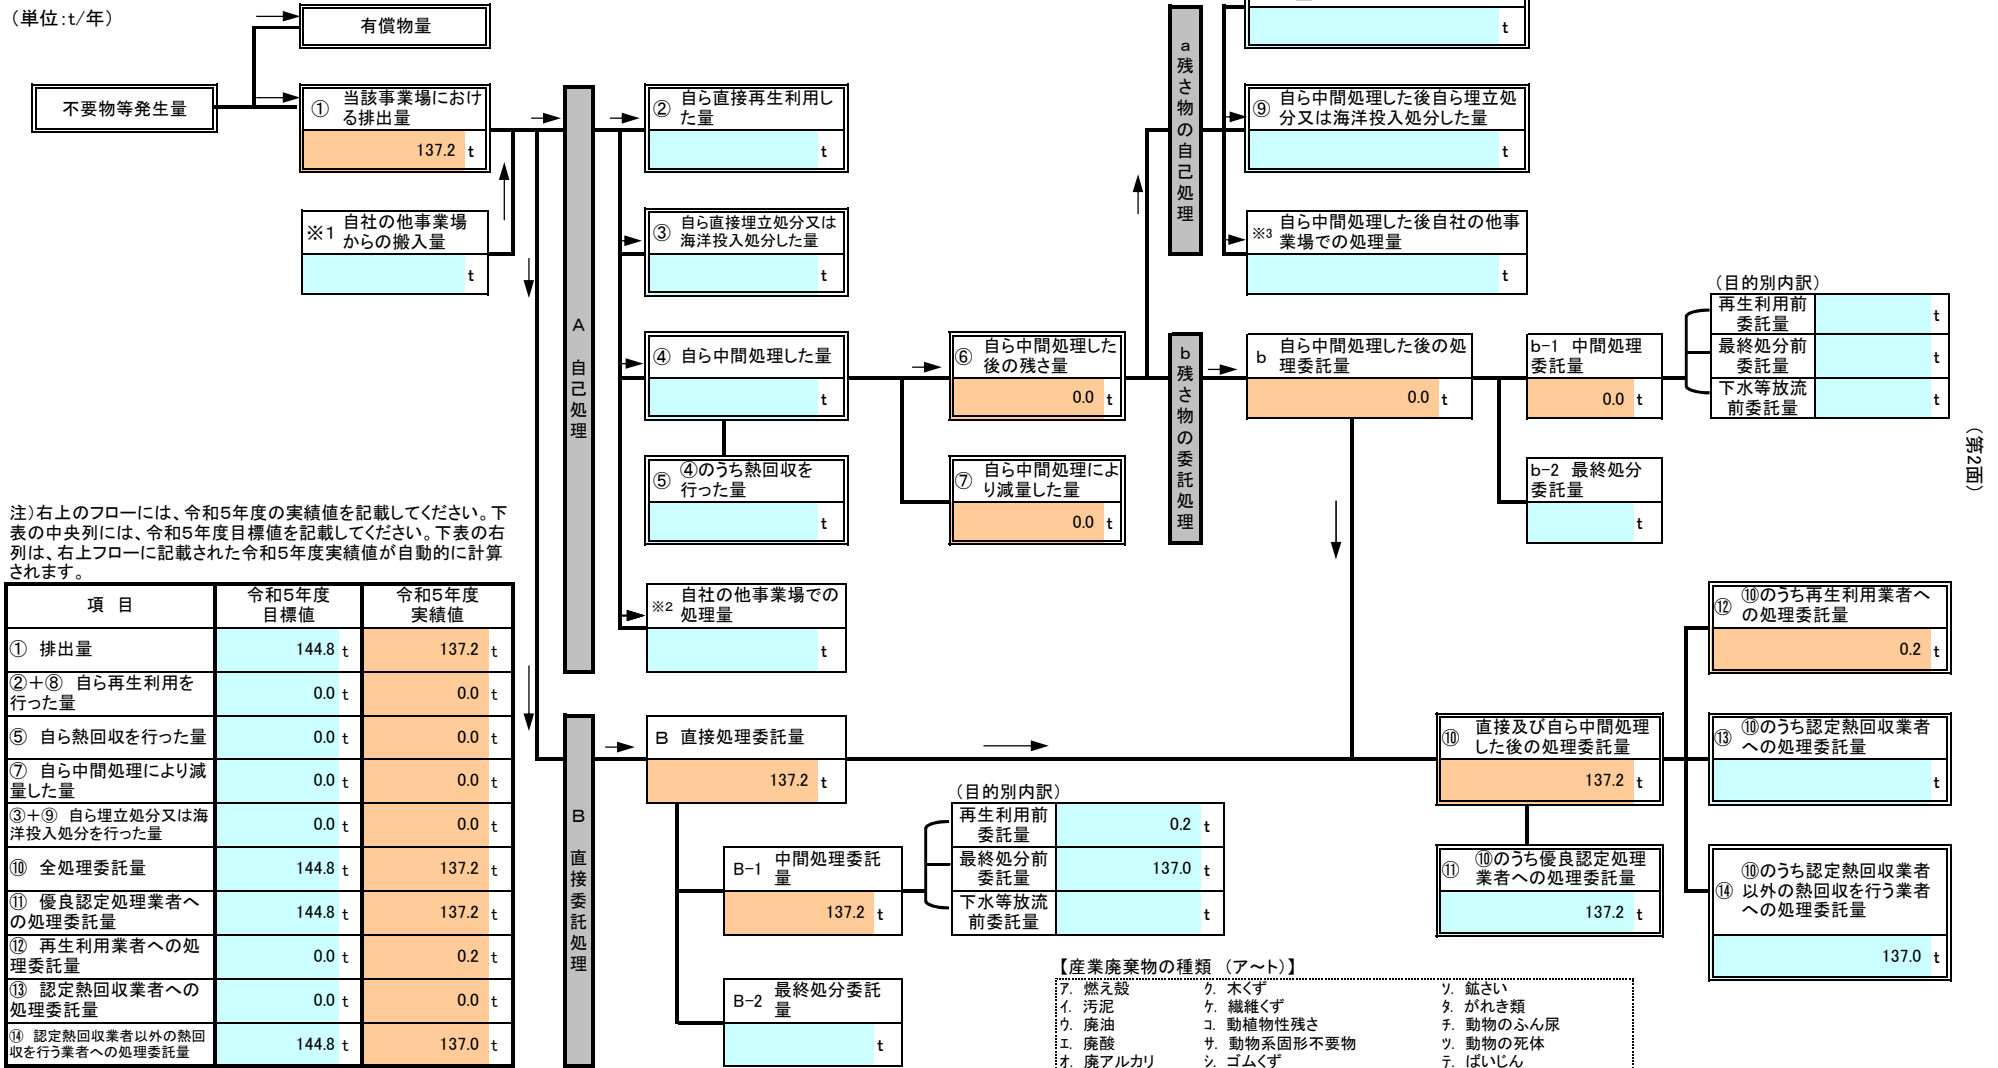 (単位:t/年)
有償物量
不要物等発生量
① 当該事業場におけ
る排出量
137.2 t
※1 自社の他事業場
からの搬入量
t
A 自己処理
② 自ら直接再生利用し
た量
t
③ 自ら直接埋立処分又は
海洋投入処分した量
t
④ 自ら中間処理した量
t
⑤ ④のうち熱回収を
行った量
t
※2 自社の他事業場での
処理量
t
⑥ 自ら中間処理した
後の残さ量
0.0 t
⑦ 自ら中間処理によ
り減量した量
0.0 t
a 残さ物の自己処理
t
⑨ 自ら中間処理した後自ら埋立処
分又は海洋投入処分した量
t
※3 自ら中間処理した後自社の他事
業場での処理量
t
b 残さ物の委託処理
b 自ら中間処理した後の処
理委託量
0.0 t
b-1 中間処理
委託量
0.0 t
b-2 最終処分
委託量
t
(目的別内訳)
再生利用前
委託量
t
最終処分前
委託量
t
下水等放流
前委託量
t
(第2面)
注)右上のフローには、令和5年度の実績値を記載してください。下
表の中央列には、令和5年度目標値を記載してください。下表の右
列は、右上フローに記載された令和5年度実績値が自動的に計算
されます。
項 目 令和5年度
目標値 令和5年度
実績値
① 排出量 144.8 t 137.2 t
②+⑧ 自ら再生利用を
行った量 0.0 t 0.0 t
⑤ 自ら熱回収を行った量 0.0 t 0.0 t
⑦ 自ら中間処理により減
量した量 0.0 t 0.0 t
③+⑨ 自ら埋立処分又は海
洋投入処分を行った量 0.0 t 0.0 t
⑩ 全処理委託量 144.8 t 137.2 t
⑪ 優良認定処理業者へ
の処理委託量 144.8 t 137.2 t
⑫ 再生利用業者への処
理委託量 0.0 t 0.2 t
⑬ 認定熱回収業者への
処理委託量 0.0 t 0.0 t
⑭ 認定熱回収業者以外の熱回
収を行う業者への処理委託量 144.8 t 137.0 t
B 直接委託処理
B 直接処理委託量
137.2 t
B-1 中間処理委託
量
137.2 t
B-2 最終処分委託
量
t
(目的別内訳)
再生利用前
委託量
0.2 t
最終処分前
委託量
137.0 t
下水等放流
前委託量
t
⑩ 直接及び自ら中間処理
した後の処理委託量
137.2 t
⑪ ⑩のうち優良認定処理
業者への処理委託量
137.2 t
⑫ ⑩のうち再生利用業者へ
の処理委託量
0.2 t
⑬ ⑩のうち認定熱回収業者
への処理委託量
t
⑭ ⑩のうち認定熱回収業者
以外の熱回収を行う業者
への処理委託量
137.0 t
【産業廃棄物の種類 (ア~ト)】
ア. 燃え殻 ク. 木くず ソ. 鉱さい
イ. 汚泥 ケ. 繊維くず タ. がれき類
ウ. 廃油 コ. 動植物性残さ チ. 動物のふん尿
エ. 廃酸 サ. 動物系固形不要物 ツ. 動物の死体
オ. 廃アルカリ シ. ゴムくず テ. ばいじん